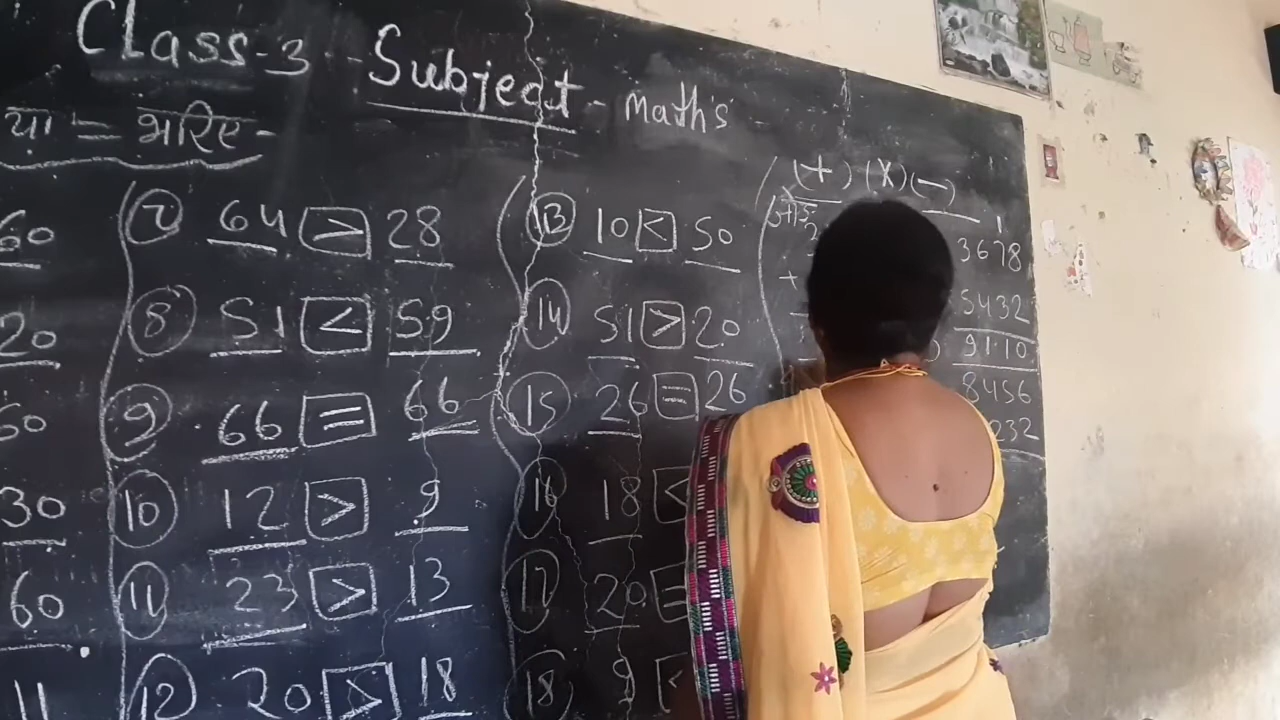 Class-3 - Subject - maths
या = भरिए -
60
20
60
30
60
11
7 64 > 28
8 51 < 59
9 66 = 66
10 12 > 9
11 23 > 13
12 20 > 18
13 10 < 50
14 51 > 20
15 26 = 26
16 18 <
17 20 =
18 9 <
(+) (x) (-)
1
3678
5432
9110
8456
232